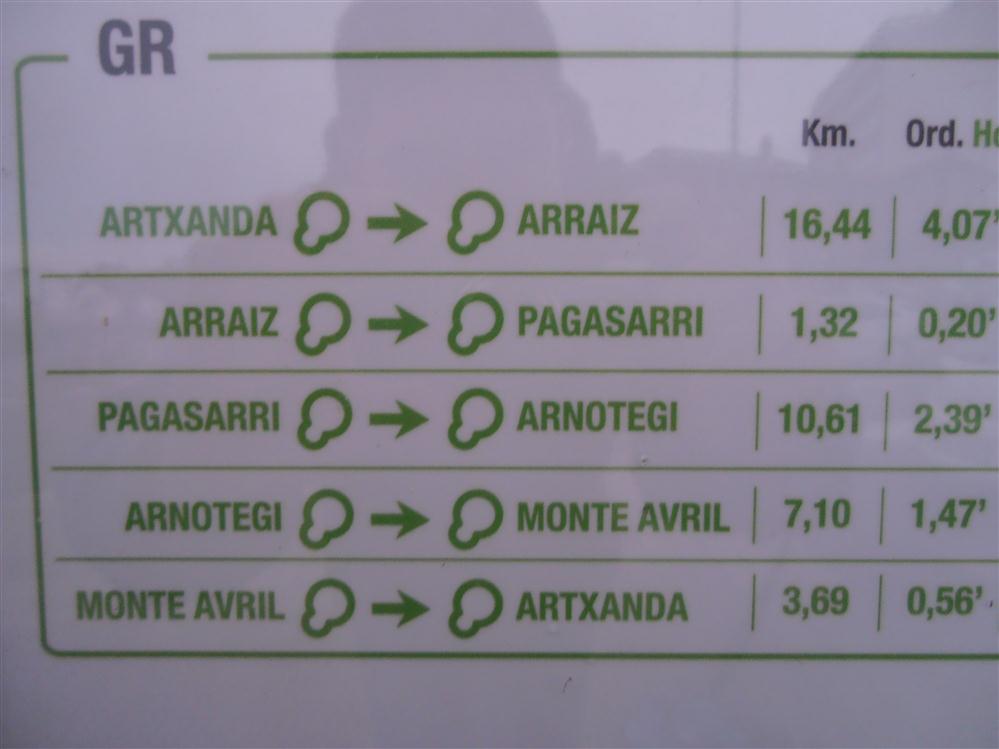 GR
Km. Ord. Ho
ARTXANDA ARRAIZ 16,44 4,07'
ARRAIZ PAGASARRI 1,32 0,20'
PAGASARRI ARNOTEGI 10,61 2,39'
ARNOTEGI MONTE AVRIL 7,10 1,47'
MONTE AVRIL ARTXANDA 3,69 0,56'